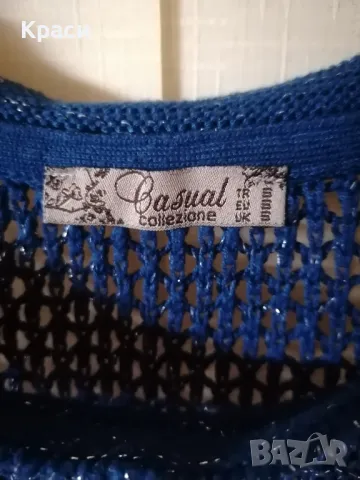 Краси
Casual
collezione
TR S
EU S
UK S
BAZAR